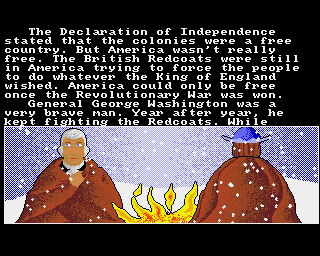 The Declaration of Independence
stated that the colonies were a free
country. But America wasn't really
free. The British Redcoats were still
in America trying to force the people
to do whatever the King of England
wished. America could only be free
once the Revolutionary War was won.
General George Washington was a
very brave man. Year after year, he
kept fighting the Redcoats. While